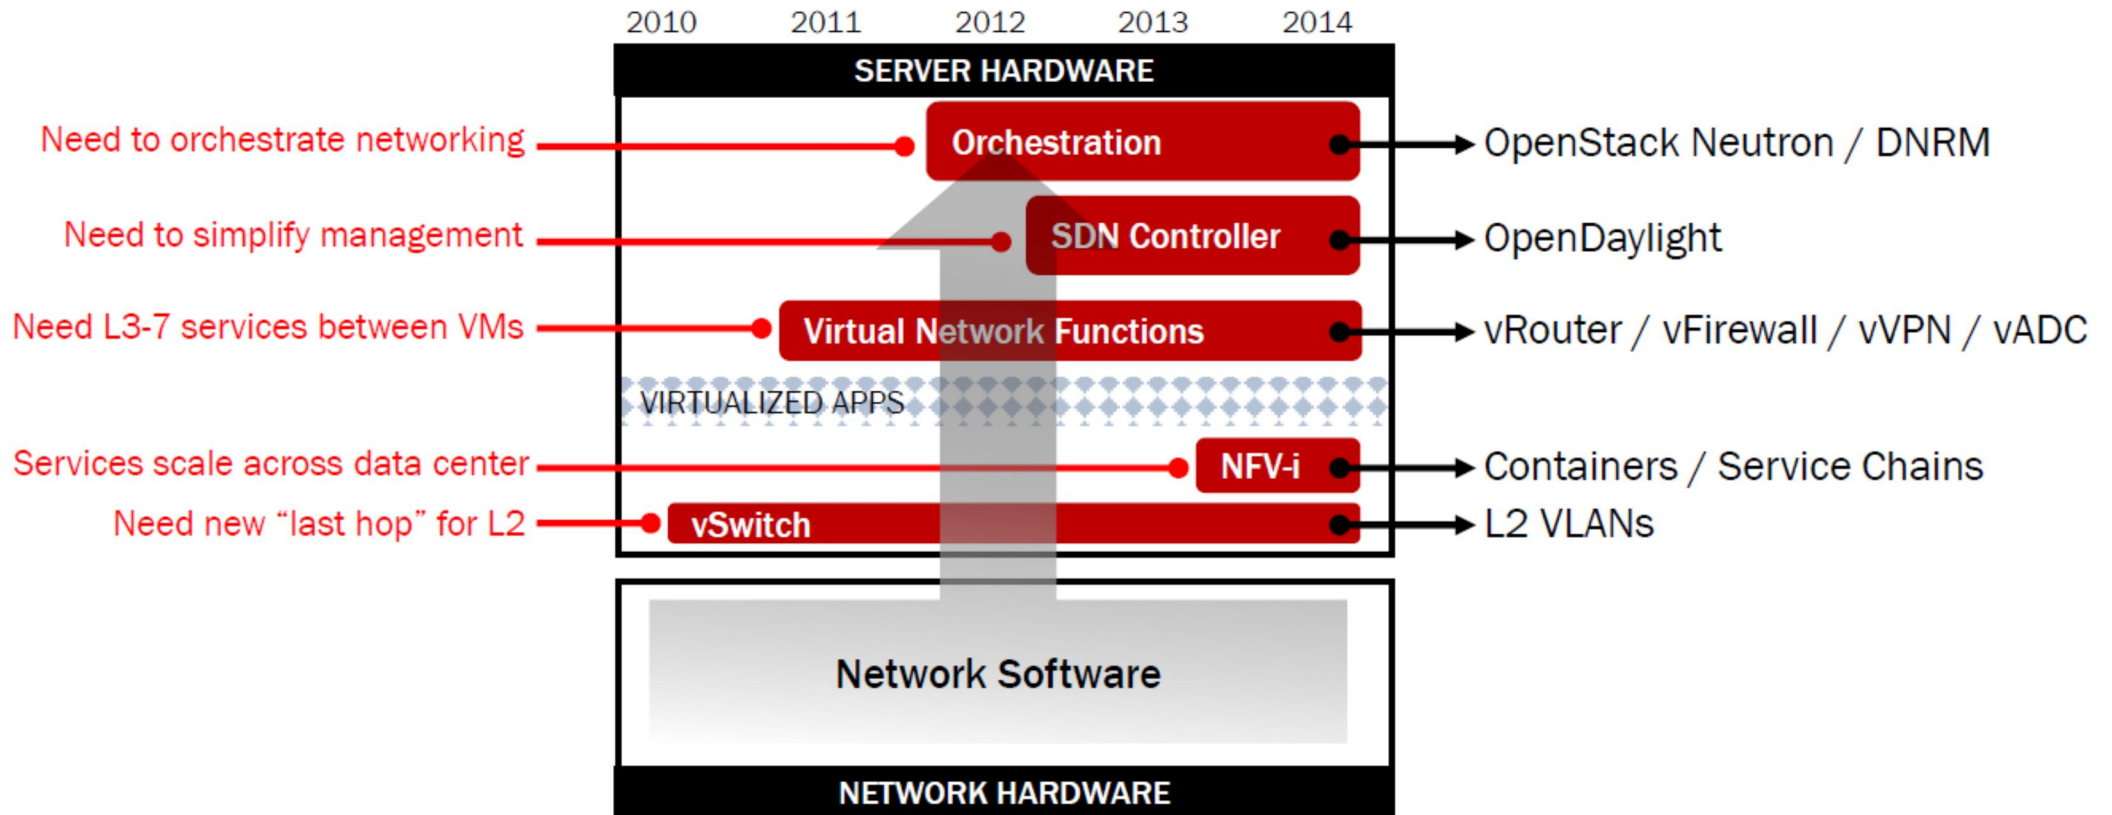 2010 2011 2012 2013 2014
SERVER HARDWARE
Need to orchestrate networking
Orchestration
OpenStack Neutron / DNRM
Need to simplify management
SDN Controller
OpenDaylight
Need L3-7 services between VMs
Virtual Network Functions
vRouter / vFirewall / vVPN / vADC
VIRTUALIZED APPS
Services scale across data center
NFV-i
Containers / Service Chains
Need new “last hop” for L2
vSwitch
L2 VLANs
Network Software
NETWORK HARDWARE